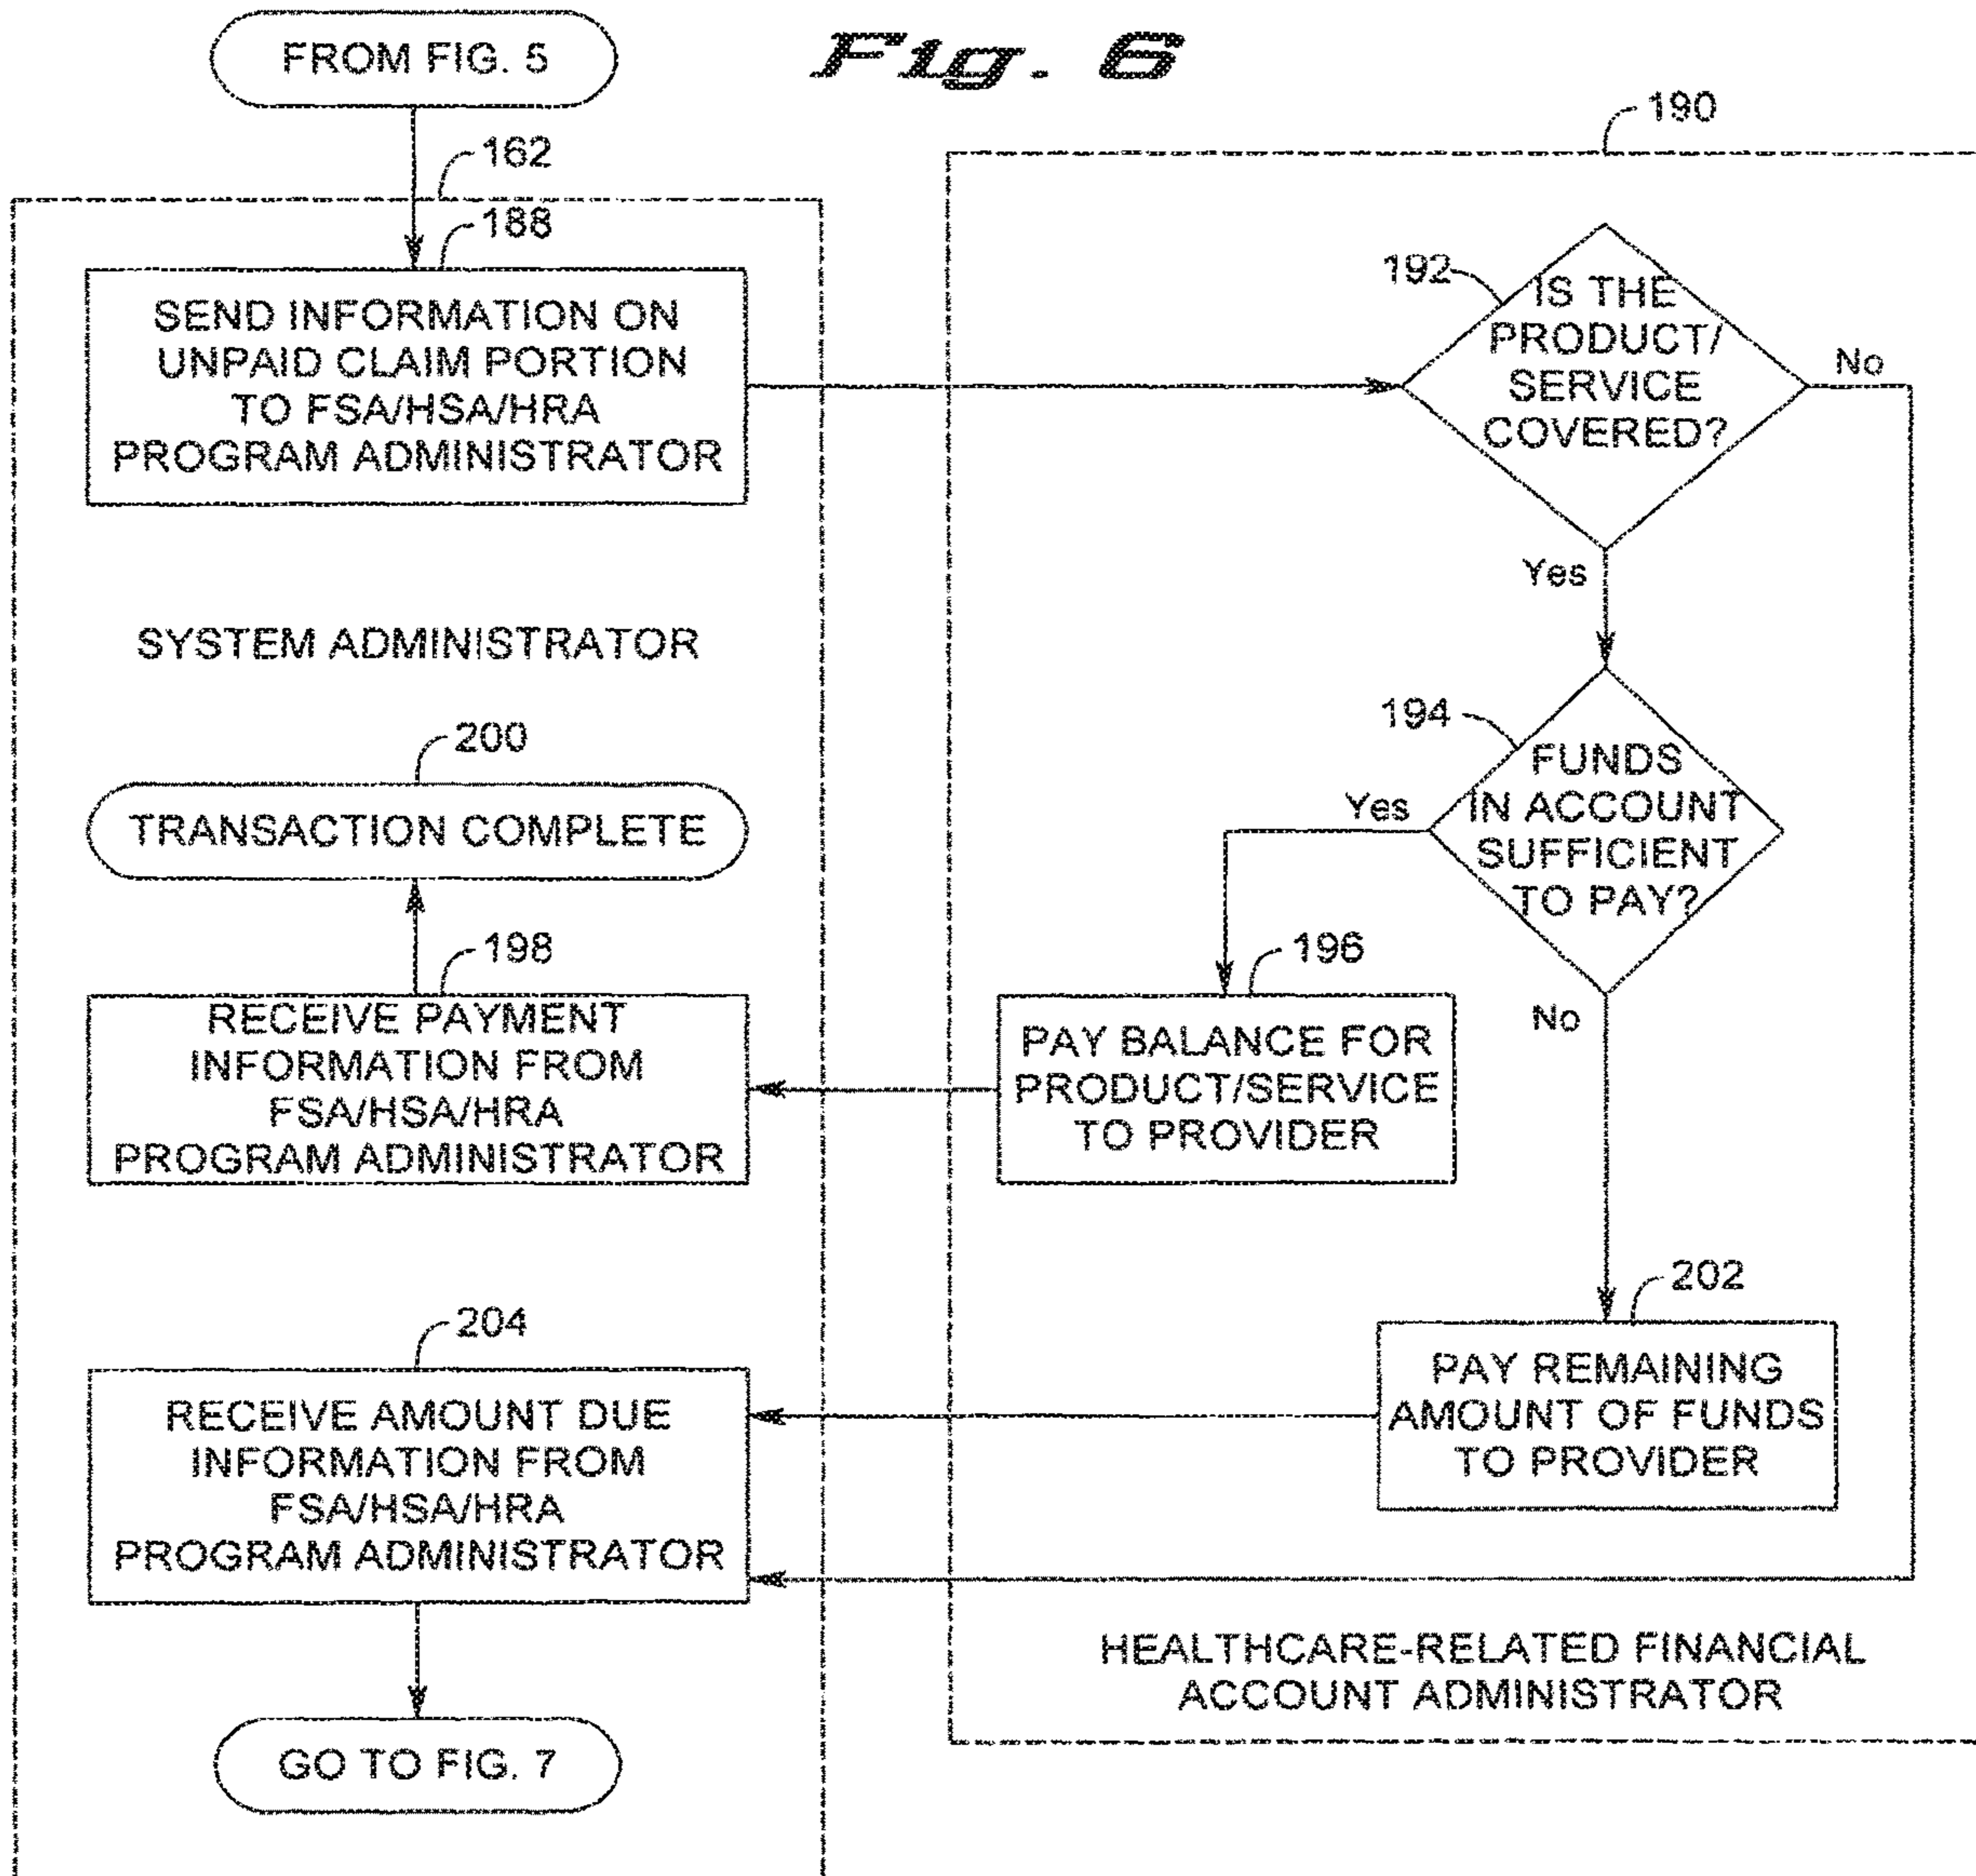 FROM FIG. 5
Fig. 6
162
190
188
SEND INFORMATION ON
UNPAID CLAIM PORTION
TO FSA/HSA/HRA
PROGRAM ADMINISTRATOR
192
IS THE
PRODUCT/
SERVICE
COVERED?
No
Yes
SYSTEM ADMINISTRATOR
194
FUNDS
IN ACCOUNT
SUFFICIENT
TO PAY?
Yes
No
200
TRANSACTION COMPLETE
198
RECEIVE PAYMENT
INFORMATION FROM
FSA/HSA/HRA
PROGRAM ADMINISTRATOR
196
PAY BALANCE FOR
PRODUCT/SERVICE
TO PROVIDER
202
PAY REMAINING
AMOUNT OF FUNDS
TO PROVIDER
204
RECEIVE AMOUNT DUE
INFORMATION FROM
FSA/HSA/HRA
PROGRAM ADMINISTRATOR
HEALTHCARE-RELATED FINANCIAL
ACCOUNT ADMINISTRATOR
GO TO FIG. 7